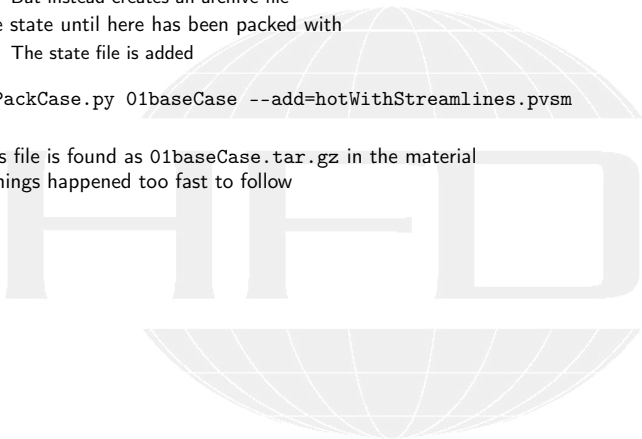 But instead creates an archive file
state until here has been packed with
The state file is added
PackCase.py 01baseCase --add=hotWithStreamlines.pvsm
file is found as 01baseCase.tar.gz in the material
happened too fast to follow
HFD